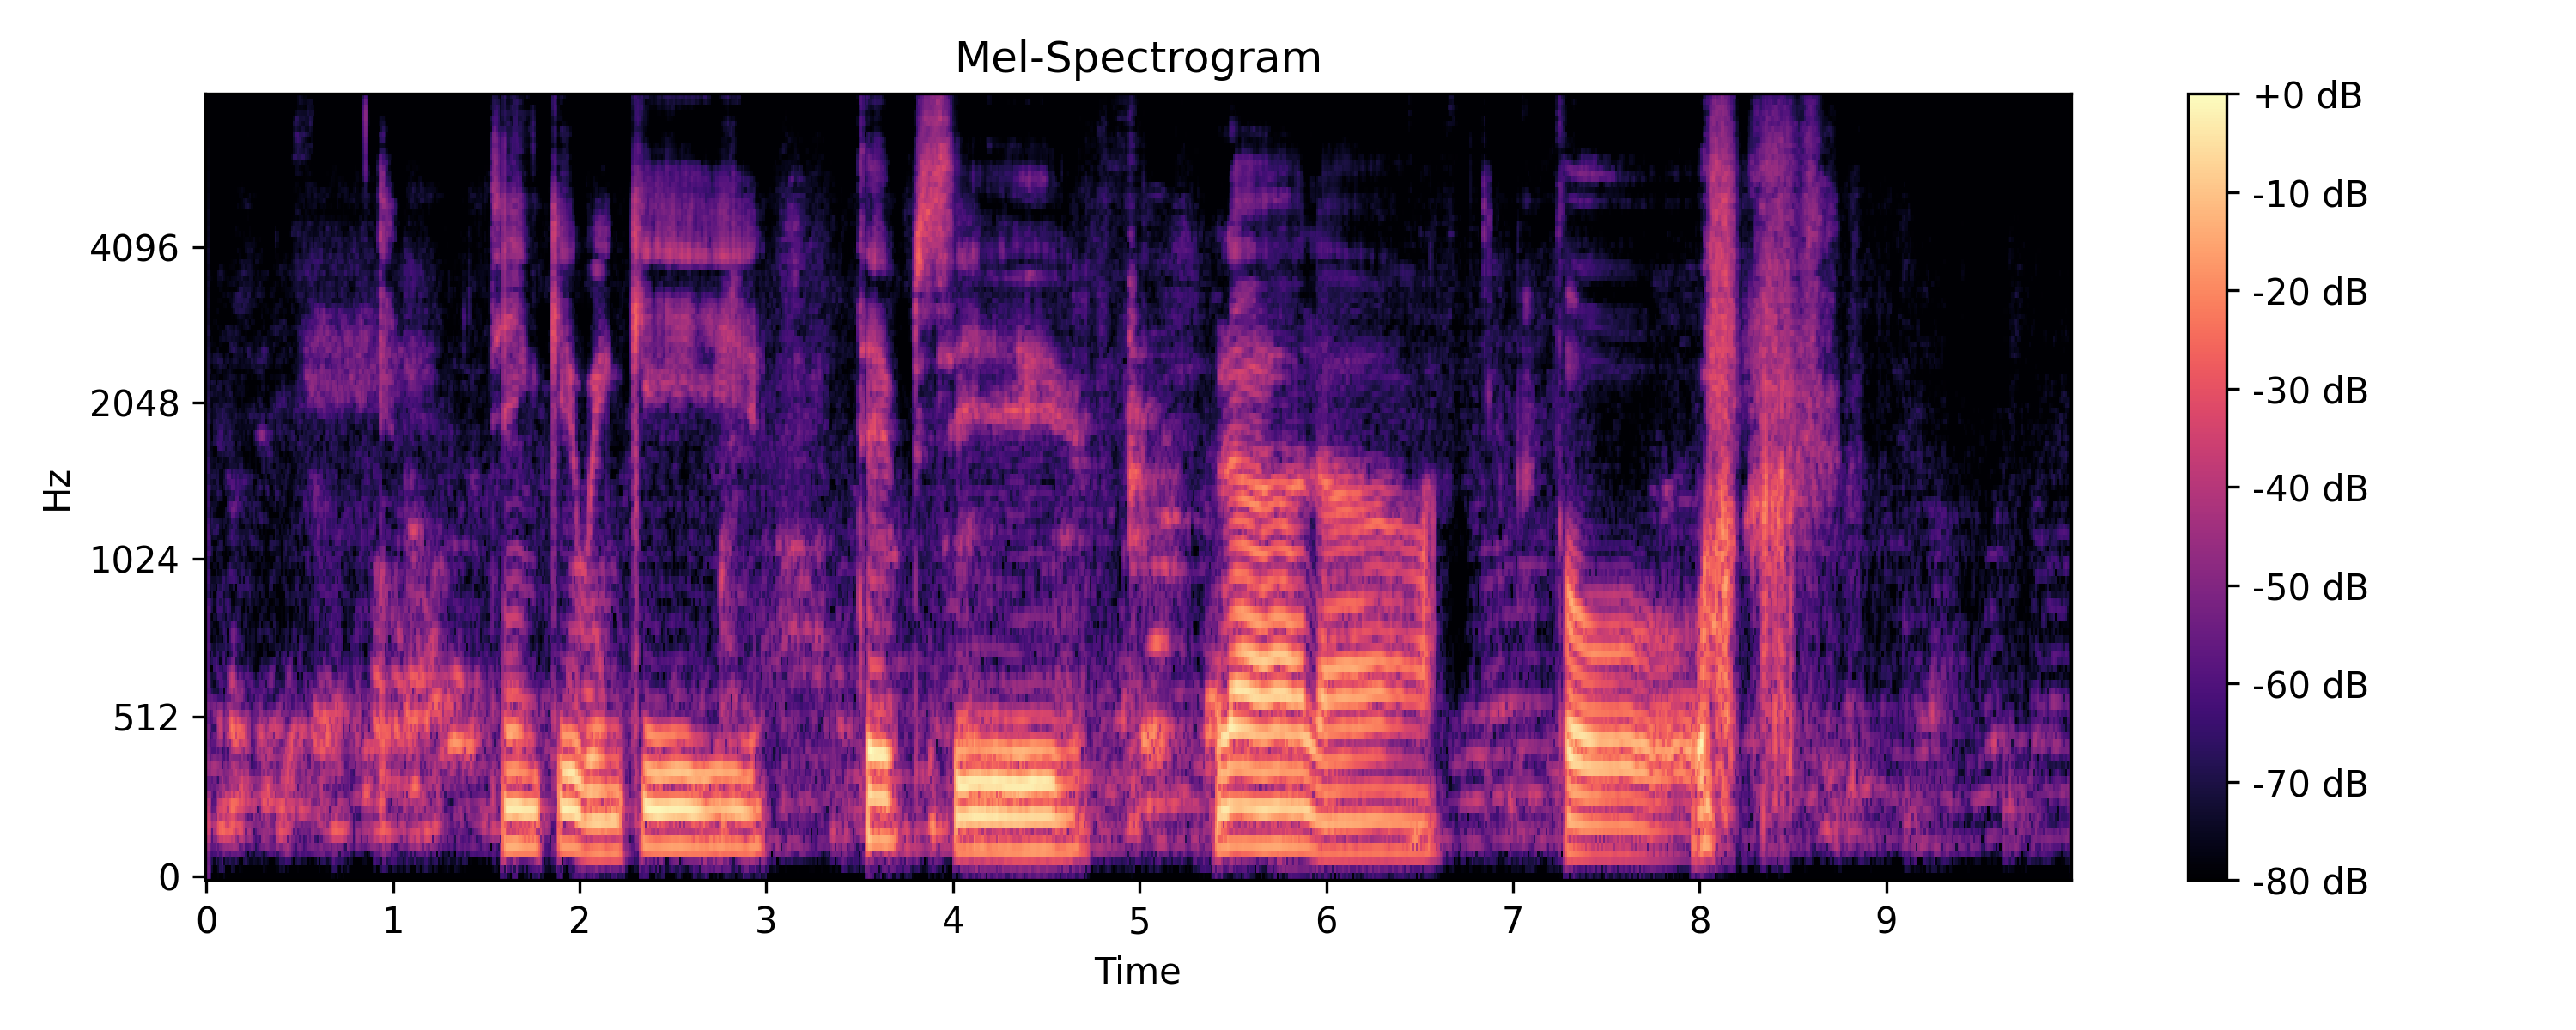 Mel-Spectrogram
+0 dB
4096
-10 dB
-20 dB
2048
-30 dB
Hz
-40 dB
1024
-50 dB
512
-60 dB
-70 dB
0
-80 dB
0 1 2 3 4 5 6 7 8 9
Time